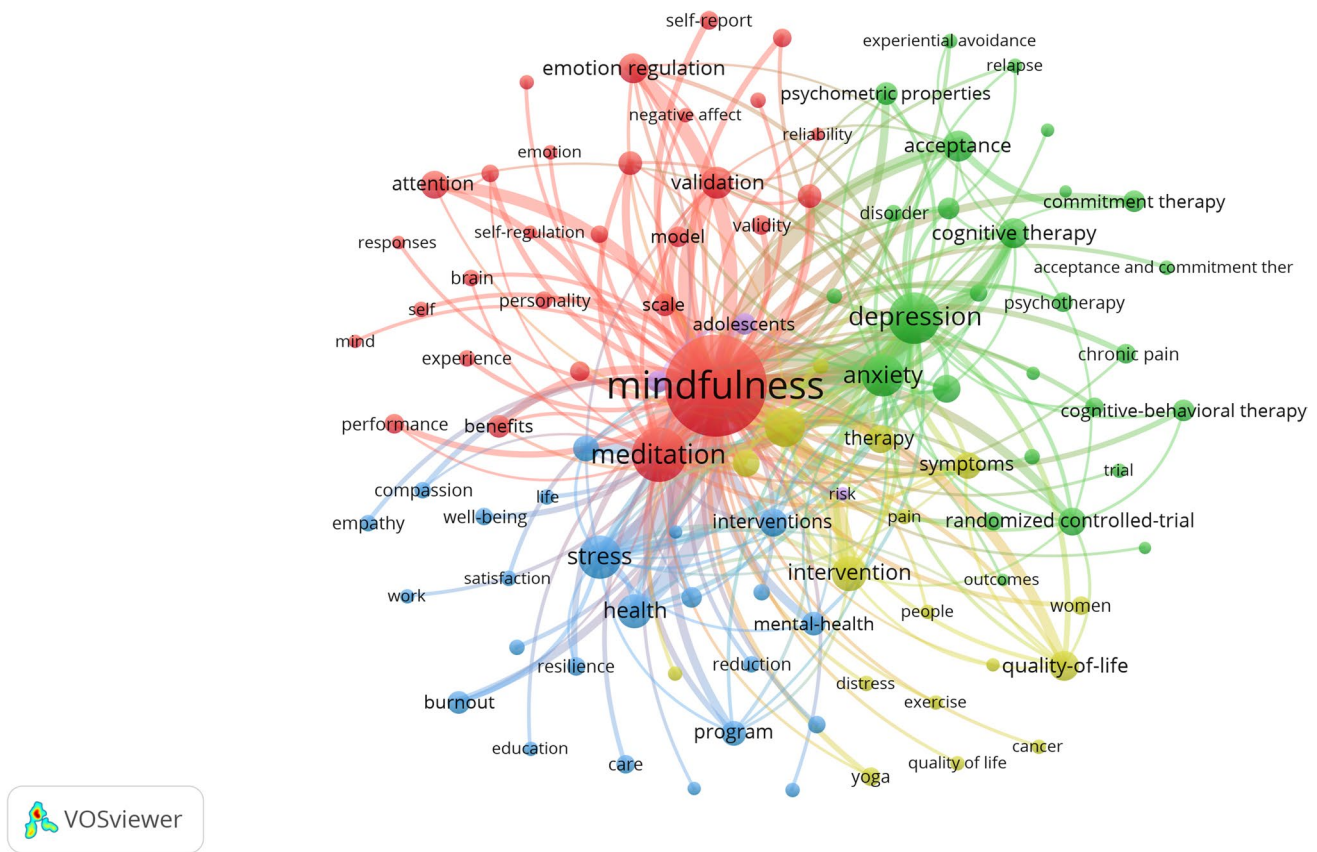 self-report
experiential avoidance
relapse
emotion regulation
psychometric properties
negative affect
reliability
acceptance
emotion
attention
validation
commitment therapy
disorder
validity
self-regulation
model
cognitive therapy
responses
acceptance and commitment ther
brain
personality
scale
psychotherapy
self
adolescents
depression
mind
experience
chronic pain
mindfulness
anxiety
cognitive-behavioral therapy
performance
benefits
therapy
meditation
symptoms
trial
compassion
life
risk
empathy
well-being
interventions
pain
randomized controlled-trial
stress
satisfaction
intervention
outcomes
work
health
people
women
mental-health
resilience
reduction
quality-of-life
distress
burnout
exercise
program
education
care
cancer
quality of life
yoga
VOSviewer